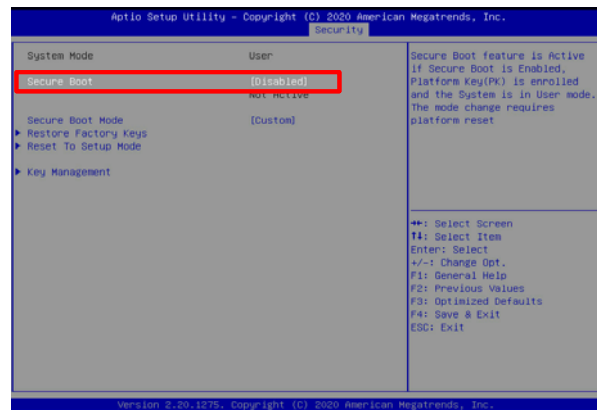 Aptio Setup Utility – Copyright (C) 2020 American Megatrends, Inc.
Security
System Mode User
Secure Boot [Disabled]
Not Active
Secure Boot Mode [Custom]
Restore Factory Keys
Reset To Setup Mode
Key Management
Secure Boot feature is Active
if Secure Boot is Enabled,
Platform Key(PK) is enrolled
and the System is in User mode.
The mode change requires
platform reset
↔: Select Screen
↑↓: Select Item
Enter: Select
+/-: Change Opt.
F1: General Help
F2: Previous Values
F3: Optimized Defaults
F4: Save & Exit
ESC: Exit
Version 2.20.1275. Copyright (C) 2020 American Megatrends, Inc.